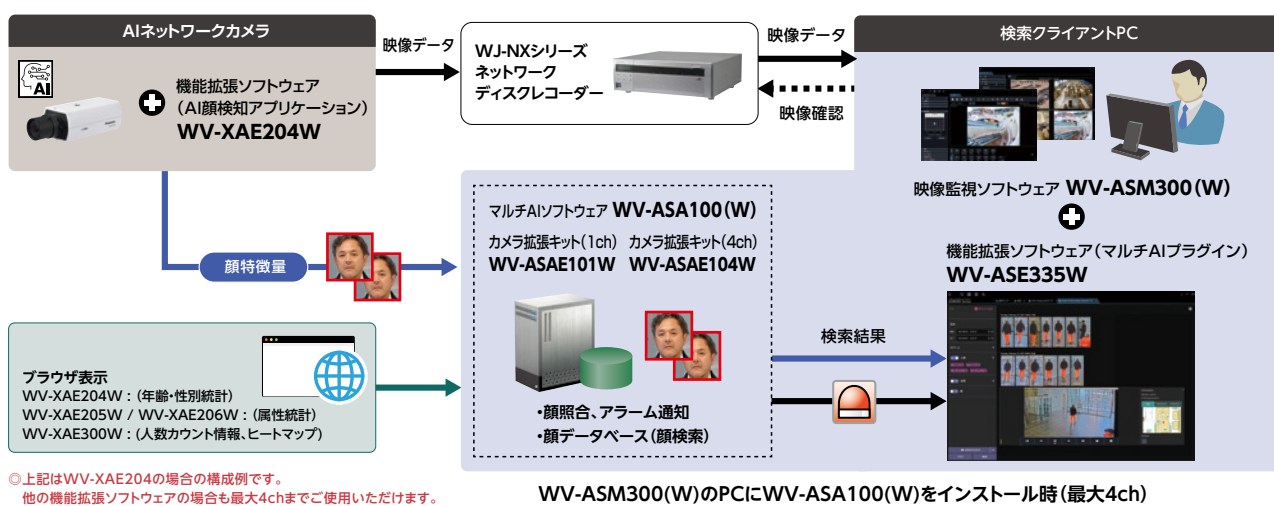 AIネットワークカメラ
AI
機能拡張ソフトウェア
(AI顔検知アプリケーション)
WV-XAE204W
映像データ
WJ-NXシリーズ
ネットワーク
ディスクレコーダー
映像データ
映像確認
検索クライアントPC
映像監視ソフトウェア WV-ASM300(W)
機能拡張ソフトウェア(マルチAIプラグイン)
WV-ASE335W
顔特徴量
マルチAIソフトウェア WV-ASA100(W)
カメラ拡張キット(1ch) カメラ拡張キット(4ch)
WV-ASAE101W WV-ASAE104W
・顔照合、アラーム通知
・顔データベース(顔検索)
検索結果
ブラウザ表示
WV-XAE204W : (年齢・性別統計)
WV-XAE205W / WV-XAE206W : (属性統計)
WV-XAE300W : (人数カウント情報、ヒートマップ)
◎上記はWV-XAE204の場合の構成例です。
他の機能拡張ソフトウェアの場合も最大4chまでご使用いただけます。
WV-ASM300(W)のPCにWV-ASA100(W)をインストール時(最大4ch)